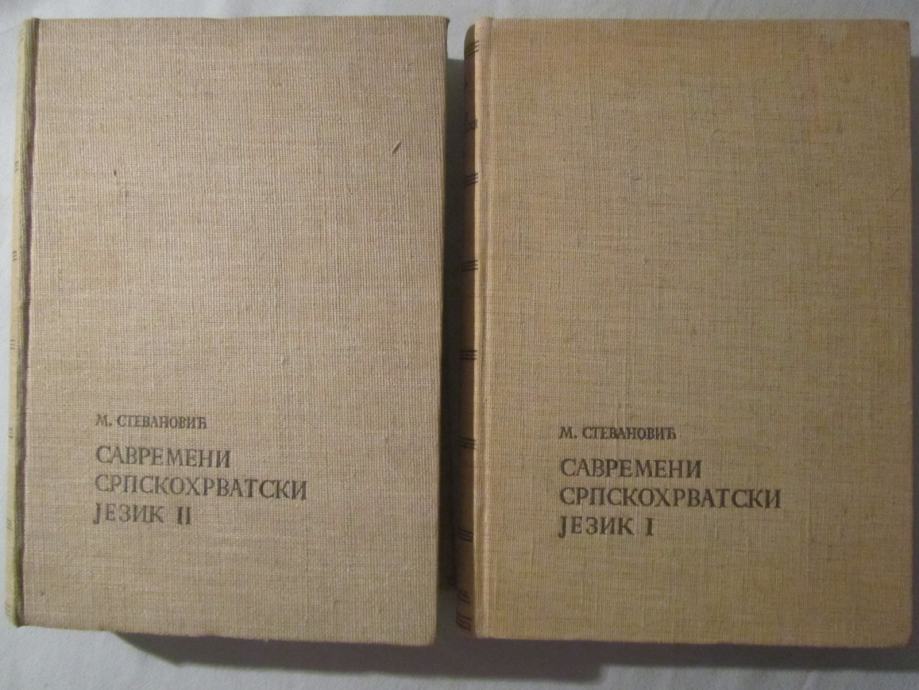 М. СТЕВАНОВИЋ
САВРЕМЕНИ
СРПСКОХРВАТСКИ
ЈЕЗИК II
М. СТЕВАНОВИЋ
САВРЕМЕНИ
СРПСКОХРВАТСКИ
ЈЕЗИК I